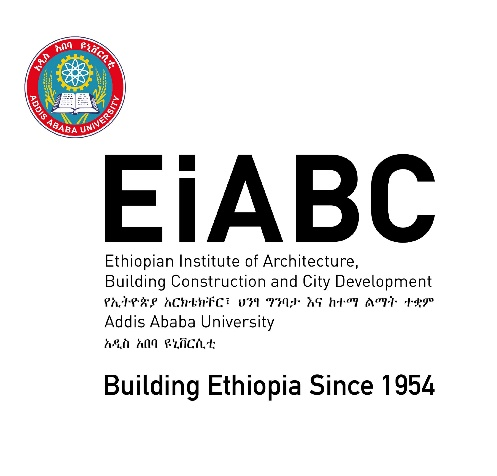 አዲስ አበባ ዩኒቨርሲቲ
ADDIS ABABA UNIVERSITY
EiABC
Ethiopian Institute of Architecture,
Building Construction and City Development
የኢትዮጵያ አርክቴክቸር፣ ህንፃ ግንባታ እና ከተማ ልማት ተቋም
Addis Ababa University
አዲስ አበባ ዩኒቨርሲቲ
Building Ethiopia Since 1954